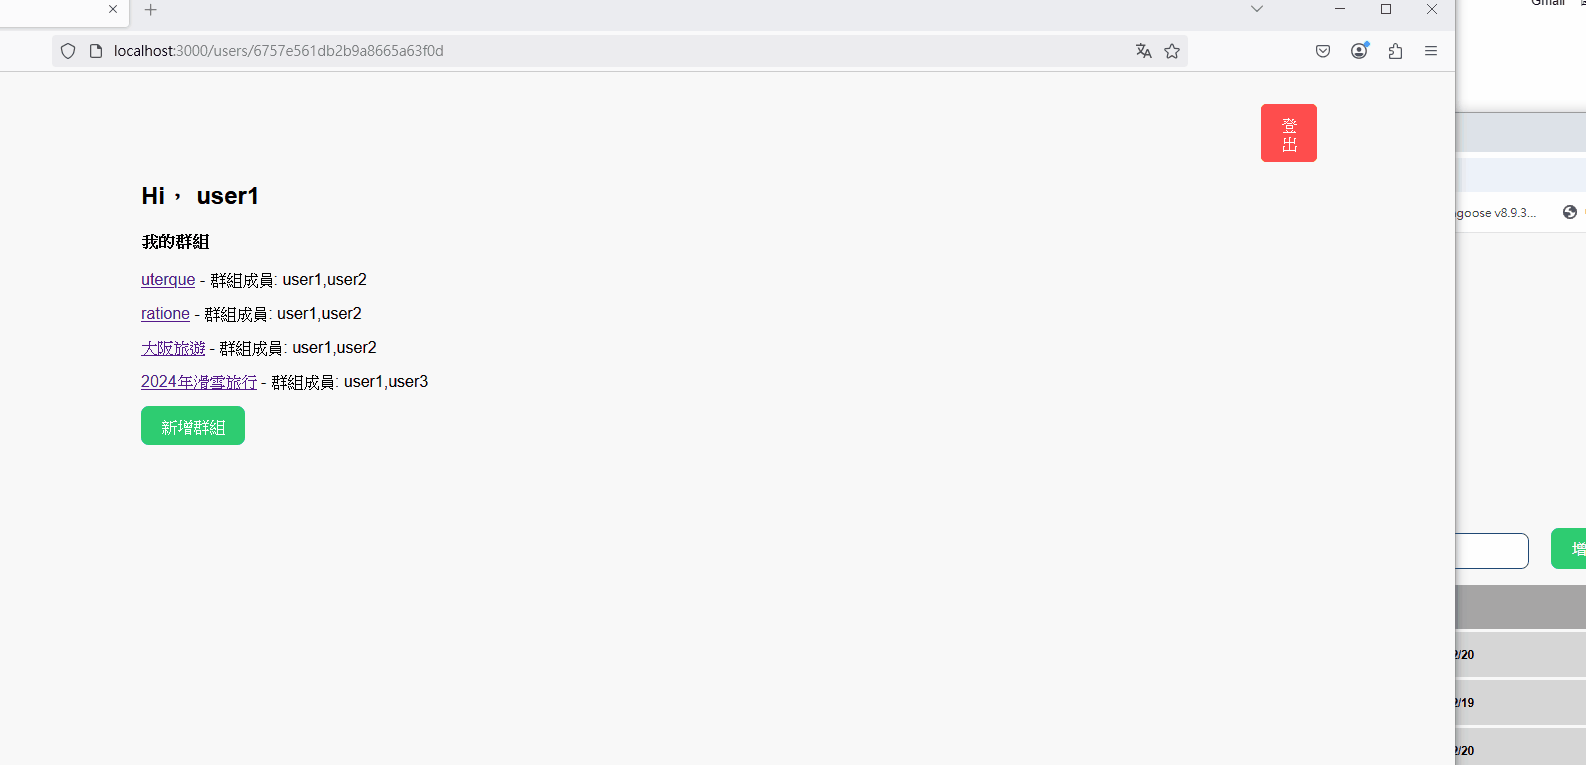 localhost:3000/users/6757e561db2b9a8665a63f0d
登
出
Hi， user1
我的群組
uterque - 群組成員: user1,user2
ratione - 群組成員: user1,user2
大阪旅遊 - 群組成員: user1,user2
2024年滑雪旅行 - 群組成員: user1,user3
新增群組
Gmail
goose v8.9.3...
增
2/20
2/19
2/20